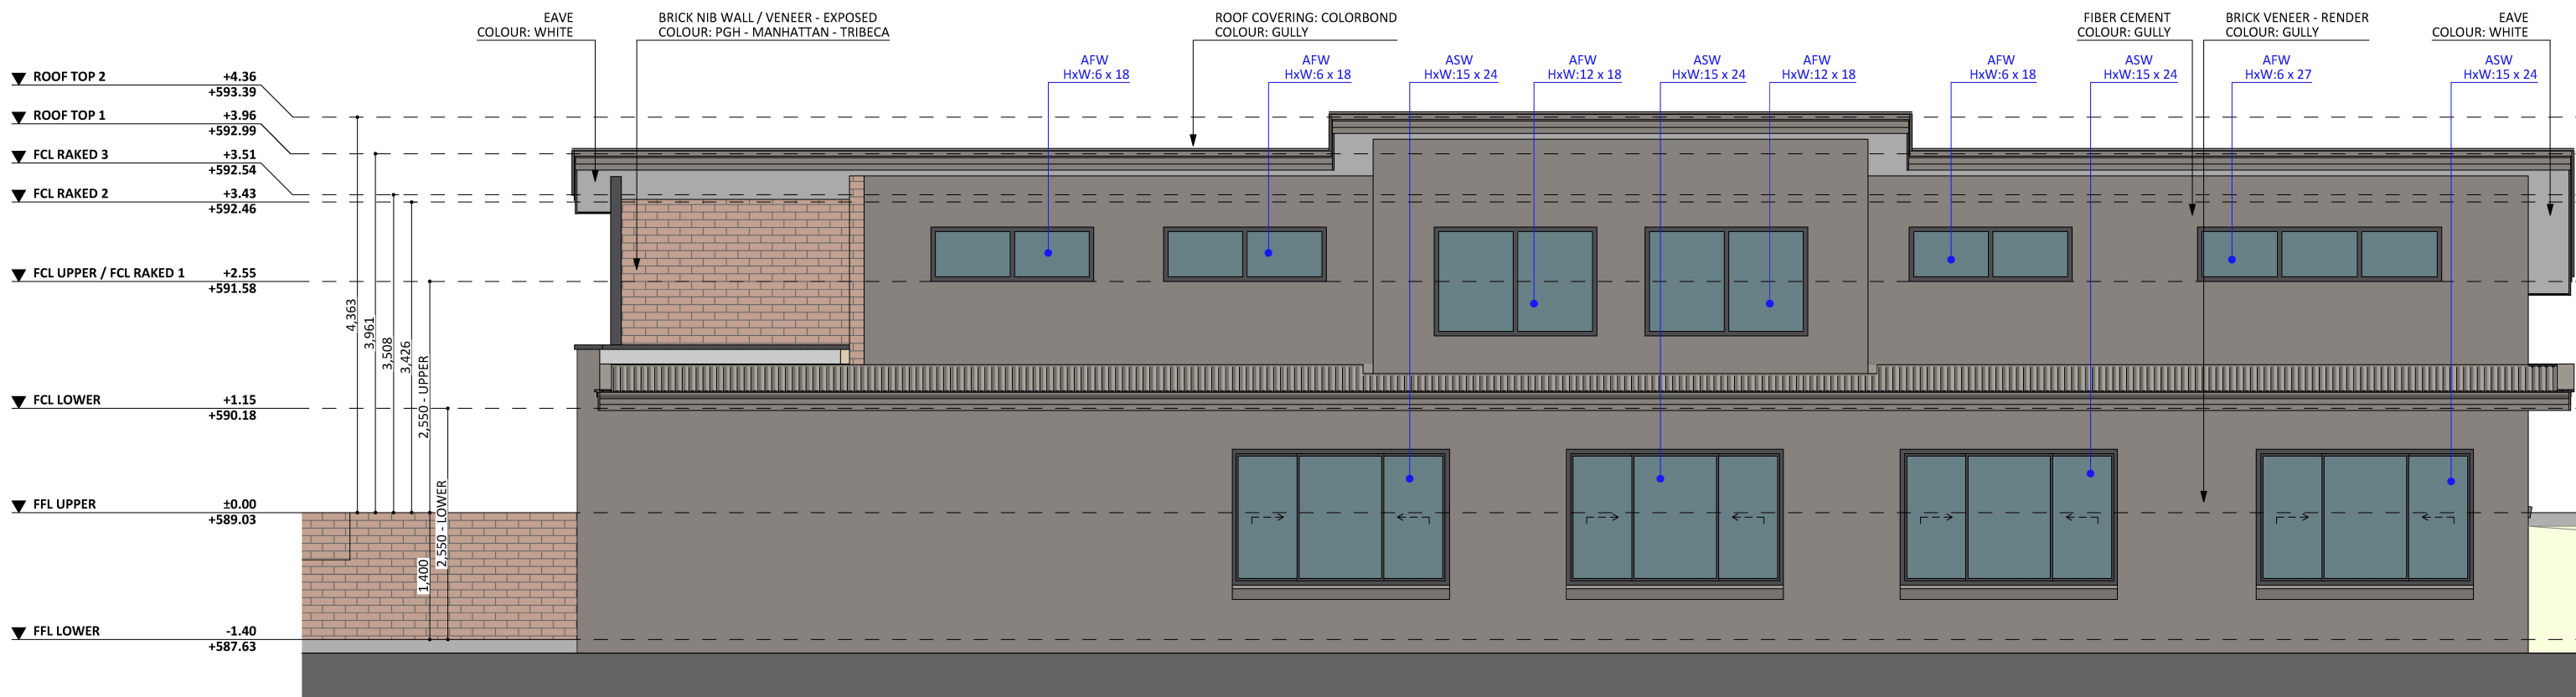 EAVE
COLOUR: WHITE
BRICK NIB WALL / VENEER - EXPOSED
COLOUR: PGH - MANHATTAN - TRIBECA
ROOF COVERING: COLORBOND
COLOUR: GULLY
FIBER CEMENT
COLOUR: GULLY
BRICK VENEER - RENDER
COLOUR: GULLY
EAVE
COLOUR: WHITE
AFW
HxW:6 x 18
AFW
HxW:6 x 18
ASW
HxW:15 x 24
AFW
HxW:12 x 18
ASW
HxW:15 x 24
AFW
HxW:12 x 18
AFW
HxW:6 x 18
ASW
HxW:15 x 24
AFW
HxW:6 x 27
ASW
HxW:15 x 24
ROOF TOP 2 +4.36
+593.39
ROOF TOP 1 +3.96
+592.99
FCL RAKED 3 +3.51
+592.54
FCL RAKED 2 +3.43
+592.46
FCL UPPER / FCL RAKED 1 +2.55
+591.58
FCL LOWER +1.15
+590.18
FFL UPPER ±0.00
+589.03
FFL LOWER -1.40
+587.63
4,363
3,961
3,508
3,426
2,550 - UPPER
2,550 - LOWER
1,400